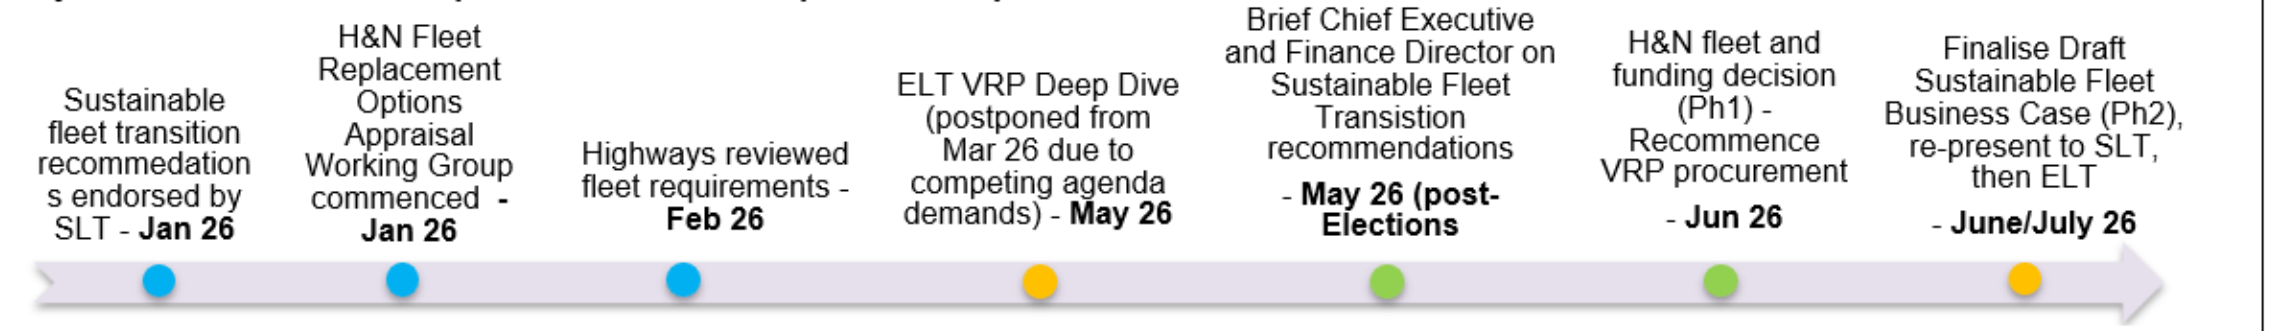 Sustainable
fleet transition
recommedation
s endorsed by
SLT - Jan 26
H&N Fleet
Replacement
Options
Appraisal
Working Group
commenced -
Jan 26
Highways reviewed
fleet requirements -
Feb 26
ELT VRP Deep Dive
(postponed from
Mar 26 due to
competing agenda
demands) - May 26
Brief Chief Executive
and Finance Director on
Sustainable Fleet
Transistion
recommendations
- May 26 (post-
Elections
H&N fleet and
funding decision
(Ph1) -
Recommence
VRP procurement
- Jun 26
Finalise Draft
Sustainable Fleet
Business Case (Ph2),
re-present to SLT,
then ELT
- June/July 26